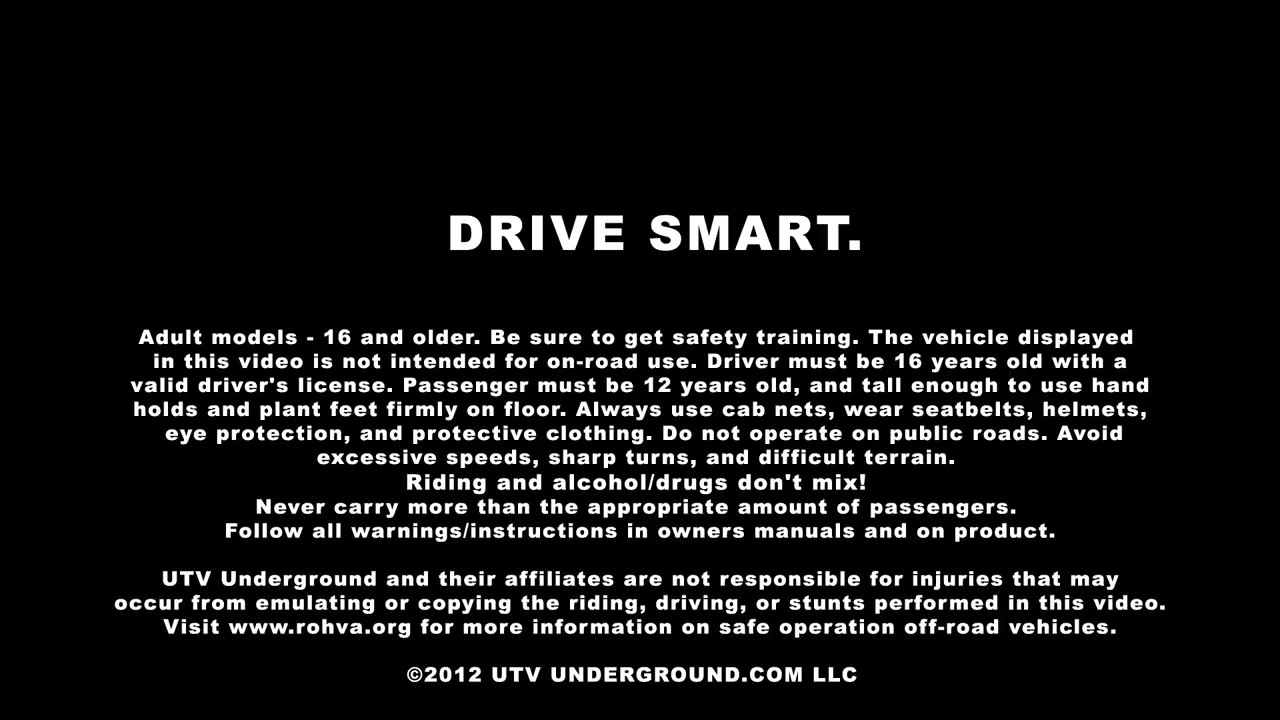 DRIVE SMART.
Adult models - 16 and older. Be sure to get safety training. The vehicle displayed
in this video is not intended for on-road use. Driver must be 16 years old with a
valid driver's license. Passenger must be 12 years old, and tall enough to use hand
holds and plant feet firmly on floor. Always use cab nets, wear seatbelts, helmets,
eye protection, and protective clothing. Do not operate on public roads. Avoid
excessive speeds, sharp turns, and difficult terrain.
Riding and alcohol/drugs don't mix!
Never carry more than the appropriate amount of passengers.
Follow all warnings/instructions in owners manuals and on product.
UTV Underground and their affiliates are not responsible for injuries that may
occur from emulating or copying the riding, driving, or stunts performed in this video.
Visit www.rohva.org for more information on safe operation off-road vehicles.
©2012 UTV UNDERGROUND.COM LLC